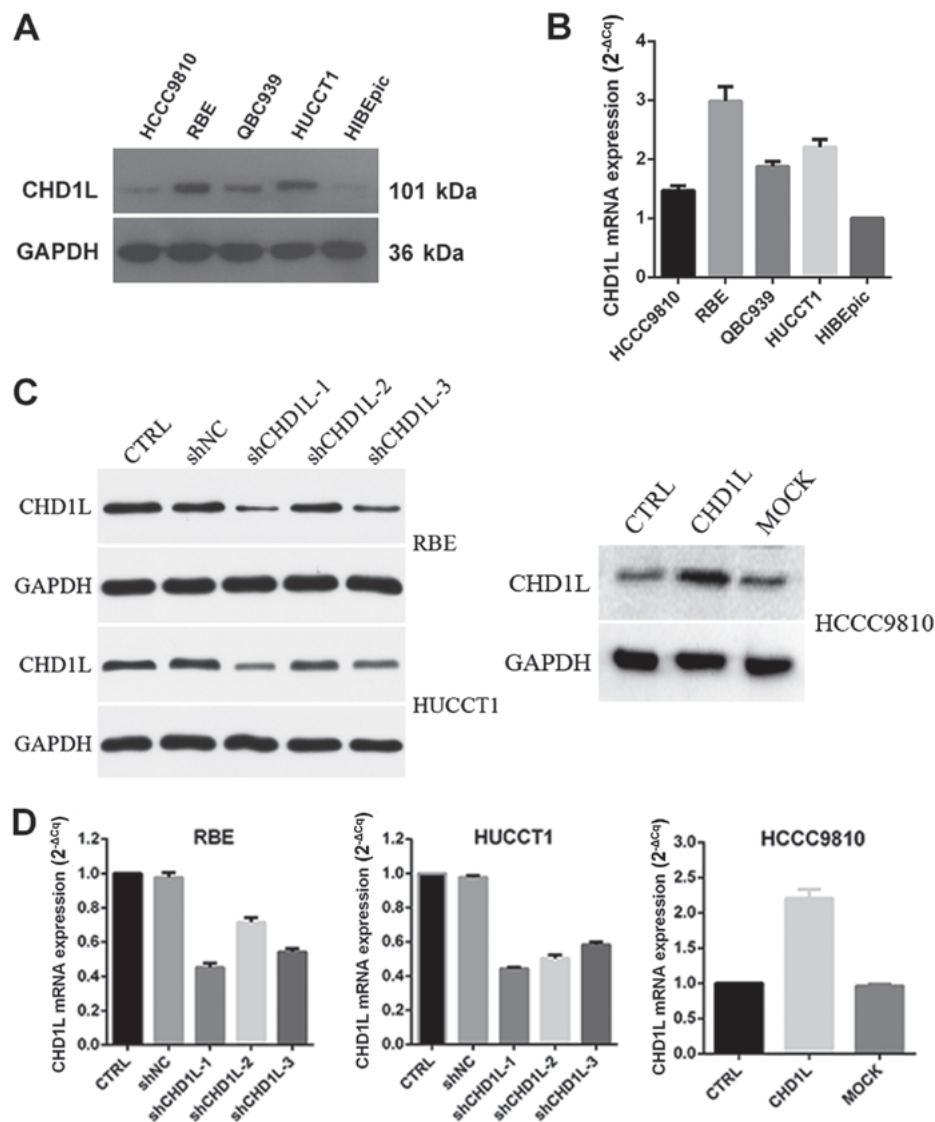 A
HCCC9810
RBE
QBC939
HUCCT1
HIBEpic
CHD1L
101 kDa
GAPDH
36 kDa
B
CHD1L mRNA expression (2-ΔCq)
4
3
2
1
0
HCCC9810
RBE
QBC939
HUCCT1
HIBEpic
C
CTRL
shNC
shCHD1L-1
shCHD1L-2
shCHD1L-3
CHD1L
RBE
GAPDH
CHD1L
HUCCT1
GAPDH
CTRL
CHD1L
MOCK
CHD1L
HCCC9810
GAPDH
D
RBE
CHD1L mRNA expression (2-ΔCq)
1.2
1.0
0.8
0.6
0.4
0.2
0.0
CTRL
shNC
shCHD1L-1
shCHD1L-2
shCHD1L-3
HUCCT1
CHD1L mRNA expression (2-ΔCq)
1.2
1.0
0.8
0.6
0.4
0.2
0.0
CTRL
shNC
shCHD1L-1
shCHD1L-2
shCHD1L-3
HCCC9810
CHD1L mRNA expression (2-ΔCq)
3.0
2.5
2.0
1.5
1.0
0.5
0.0
CTRL
CHD1L
MOCK